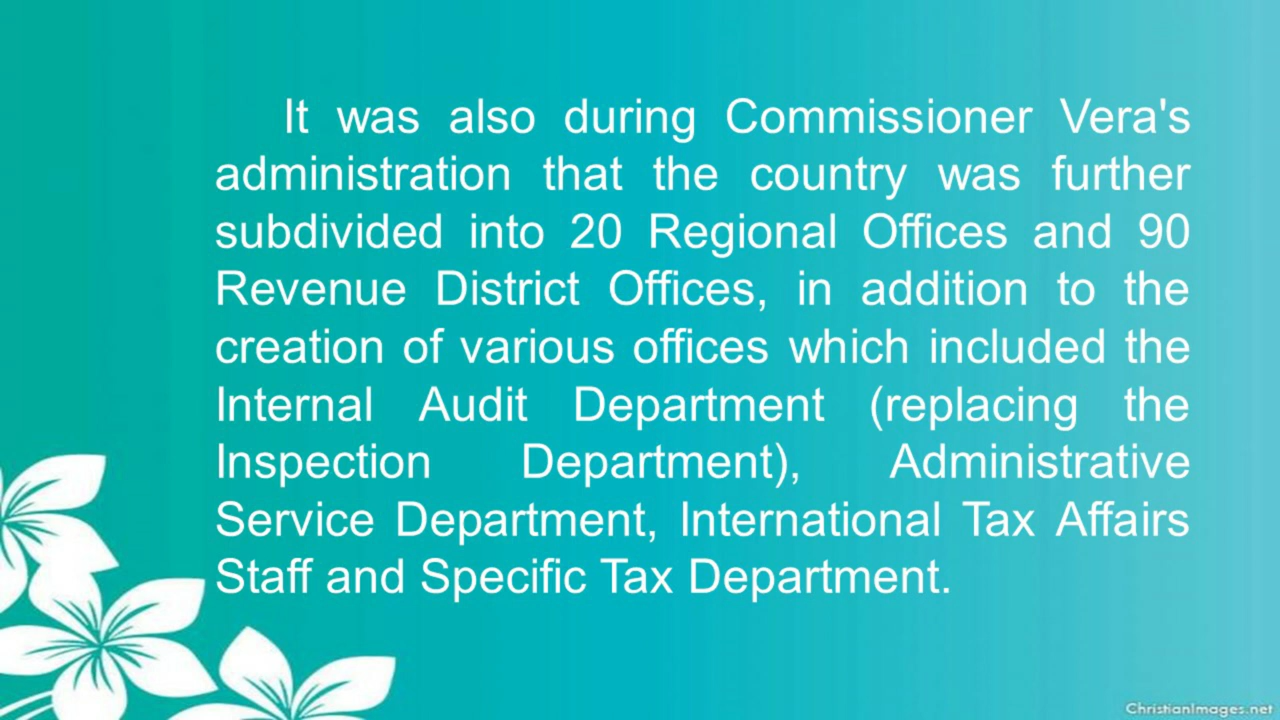 It was also during Commissioner Vera's
administration that the country was further
subdivided into 20 Regional Offices and 90
Revenue District Offices, in addition to the
creation of various offices which included the
Internal Audit Department (replacing the
Inspection Department), Administrative
Service Department, International Tax Affairs
Staff and Specific Tax Department.
ChristianImages.net